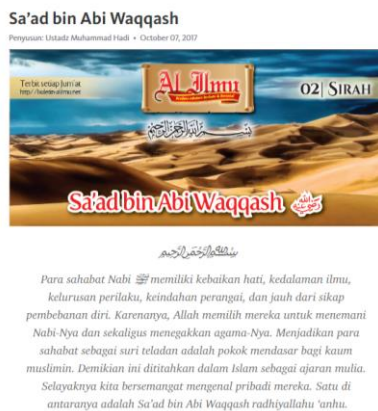 Sa'ad bin Abi Waqqash
Penyusun: Ustadz Muhammad Hadi • October 07, 2017
Terbit setiap Jum'at
AL Ilmu
02| SIRAH
http://buletin-alilmu.net
بسم الله الرحمن الرحيم
Sa'ad bin Abi Waqqash رضي الله عنه
بسم الله الرحمن الرحيم
Para sahabat Nabi ﷺ memiliki kebaikan hati, kedalaman ilmu,
kelurusan perilaku, keindahan perangai, dan jauh dari sikap
pembebanan diri. Karenanya, Allah memilih mereka untuk menemani
Nabi-Nya dan sekaligus menegakkan agama-Nya. Menjadikan para
sahabat sebagai suri teladan adalah pokok mendasar bagi kaum
muslimin. Demikian ini dititahkan dalam Islam sebagai ajaran mulia.
Selayaknya kita bersemangat mengenal pribadi mereka. Satu di
antaranya adalah Sa'ad bin Abi Waqqash radhiyallahu 'anhu.